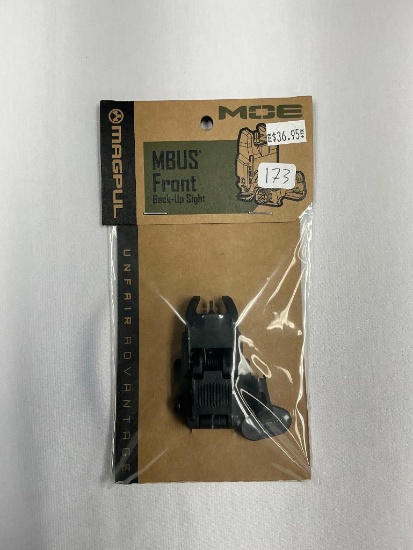 MAGPUL
MOE
MBUS®
Front
Back-Up Sight
$36.95
173
UNFAIR ADVANTAGE